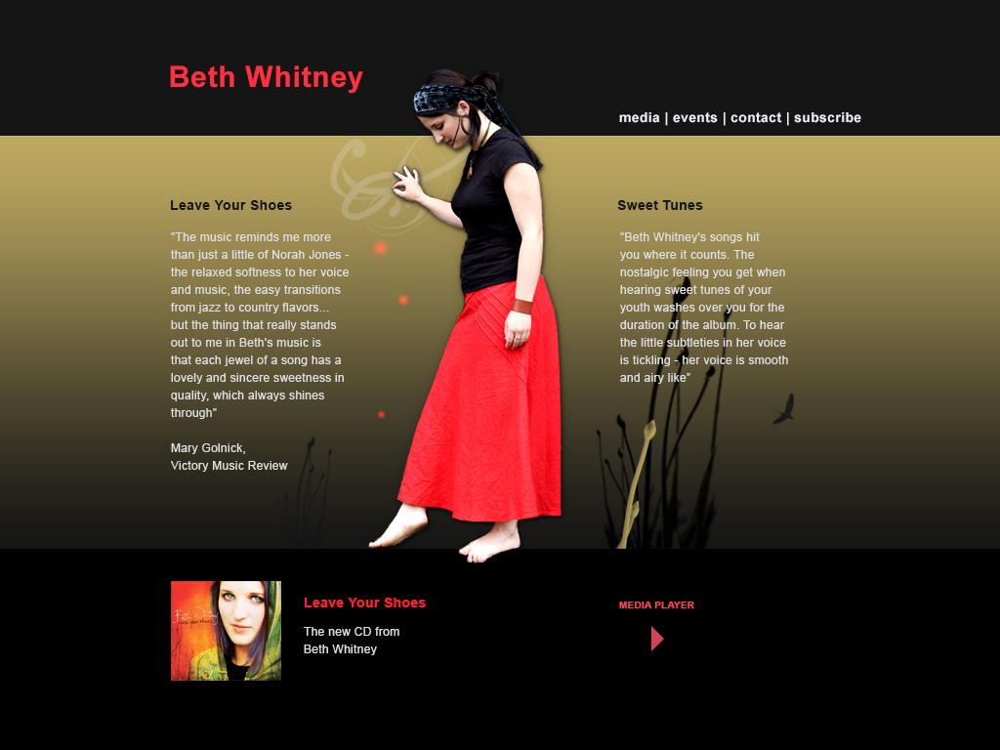 Beth Whitney
media | events | contact | subscribe
Leave Your Shoes
"The music reminds me more
than just a little of Norah Jones -
the relaxed softness to her voice
and music, the easy transitions
from jazz to country flavors...
but the thing that really stands
out to me in Beth's music is
that each jewel of a song has a
lovely and sincere sweetness in
quality, which always shines
through"
Mary Golnick,
Victory Music Review
Sweet Tunes
"Beth Whitney's songs hit
you where it counts. The
nostalgic feeling you get when
hearing sweet tunes of your
youth washes over you for the
duration of the album. To hear
the little subtleties in her voice
is tickling - her voice is smooth
and airy like”
Beth Whitney
Leave Your Shoes
The new CD from
Beth Whitney
MEDIA PLAYER